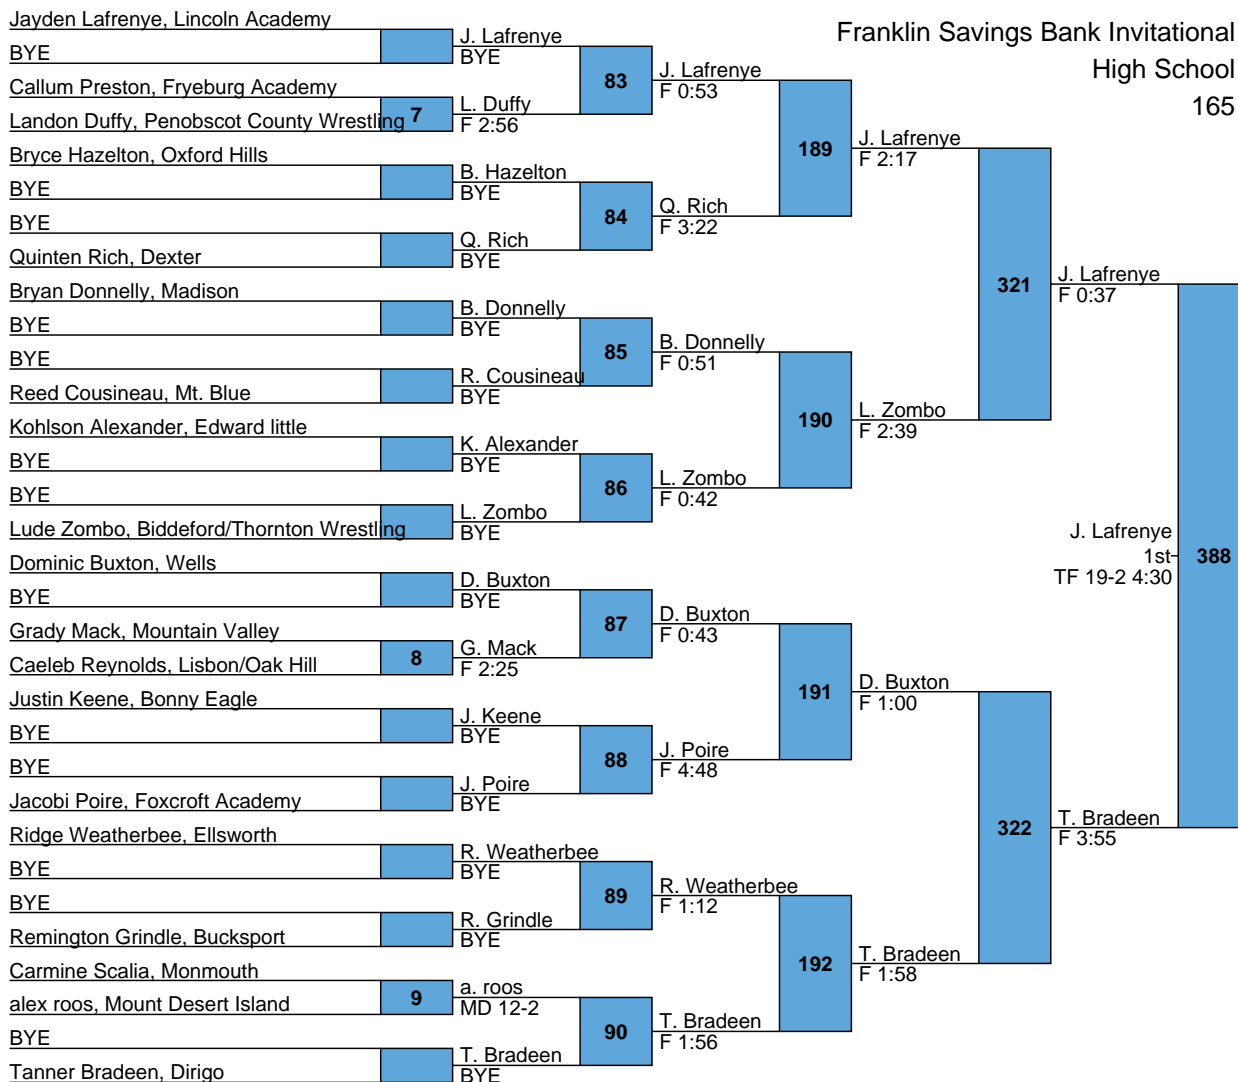 Franklin Savings Bank Invitational
High School
165
Jayden Lafrenye, Lincoln Academy
BYE
Callum Preston, Fryeburg Academy
Landon Duffy, Penobscot County Wrestling
Bryce Hazelton, Oxford Hills
BYE
BYE
Quinten Rich, Dexter
Bryan Donnelly, Madison
BYE
BYE
Reed Cousineau, Mt. Blue
Kohlson Alexander, Edward little
BYE
BYE
Lude Zombo, Biddeford/Thornton Wrestling
Dominic Buxton, Wells
BYE
Grady Mack, Mountain Valley
Caeleb Reynolds, Lisbon/Oak Hill
Justin Keene, Bonny Eagle
BYE
BYE
Jacobi Poire, Foxcroft Academy
Ridge Weatherbee, Ellsworth
BYE
BYE
Remington Grindle, Bucksport
Carmine Scalia, Monmouth
alex roos, Mount Desert Island
BYE
Tanner Bradeen, Dirigo
7
8
9
J. Lafrenye
BYE
L. Duffy
F 2:56
B. Hazelton
BYE
Q. Rich
BYE
B. Donnelly
BYE
R. Cousineau
BYE
K. Alexander
BYE
L. Zombo
BYE
D. Buxton
BYE
G. Mack
F 2:25
J. Keene
BYE
J. Poire
BYE
R. Weatherbee
BYE
R. Grindle
BYE
a. roos
MD 12-2
T. Bradeen
BYE
83
84
85
86
87
88
89
90
J. Lafrenye
F 0:53
Q. Rich
F 3:22
B. Donnelly
F 0:51
L. Zombo
F 0:42
D. Buxton
F 0:43
J. Poire
F 4:48
R. Weatherbee
F 1:12
T. Bradeen
F 1:56
189
190
191
192
J. Lafrenye
F 2:17
L. Zombo
F 2:39
D. Buxton
F 1:00
T. Bradeen
F 1:58
321
322
J. Lafrenye
F 0:37
T. Bradeen
F 3:55
J. Lafrenye
1st
TF 19-2 4:30
388